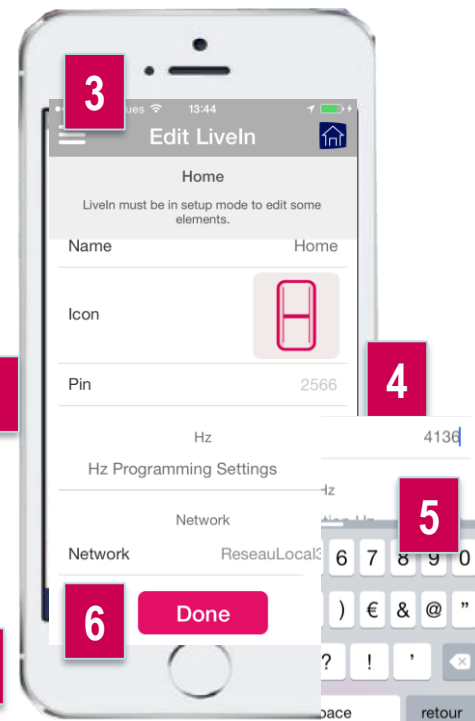 3
13:44
Edit LiveIn
Home
LiveIn must be in setup mode to edit some
elements.
Name Home
Icon
Pin 2566
4
4136
Hz
Hz Programming Settings
Hz
5
Network
Network ReseauLocal3
6 7 8 9 0
) € & @ "
? ! '
6
Done
retour